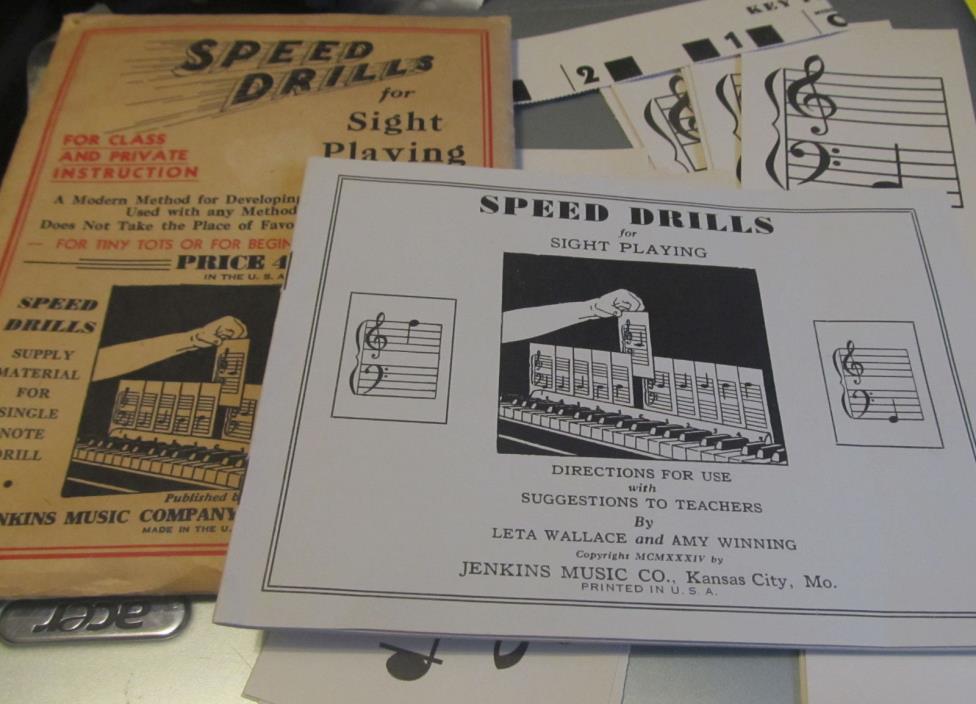 SPEED
DRILLS
for
Sight
Playing
FOR CLASS
AND PRIVATE
INSTRUCTION
A Modern Method for Developing
Used with any Method
Does Not Take the Place of
— FOR TINY TOTS OR FOR
PRICE
IN THE U. S. A
SPEED
DRILLS
SUPPLY
MATERIAL
FOR
SINGLE
NOTE
DRILL
Published
MUSIC COMPANY
MADE IN THE U.
KEY
2 1 C
SPEED DRILLS
for
SIGHT PLAYING
DIRECTIONS FOR USE
with
SUGGESTIONS TO TEACHERS
By
LETA WALLACE and AMY WINNING
Copyright MCMXXXIV by
JENKINS MUSIC CO., Kansas City, Mo.
PRINTED IN U. S. A.
acer